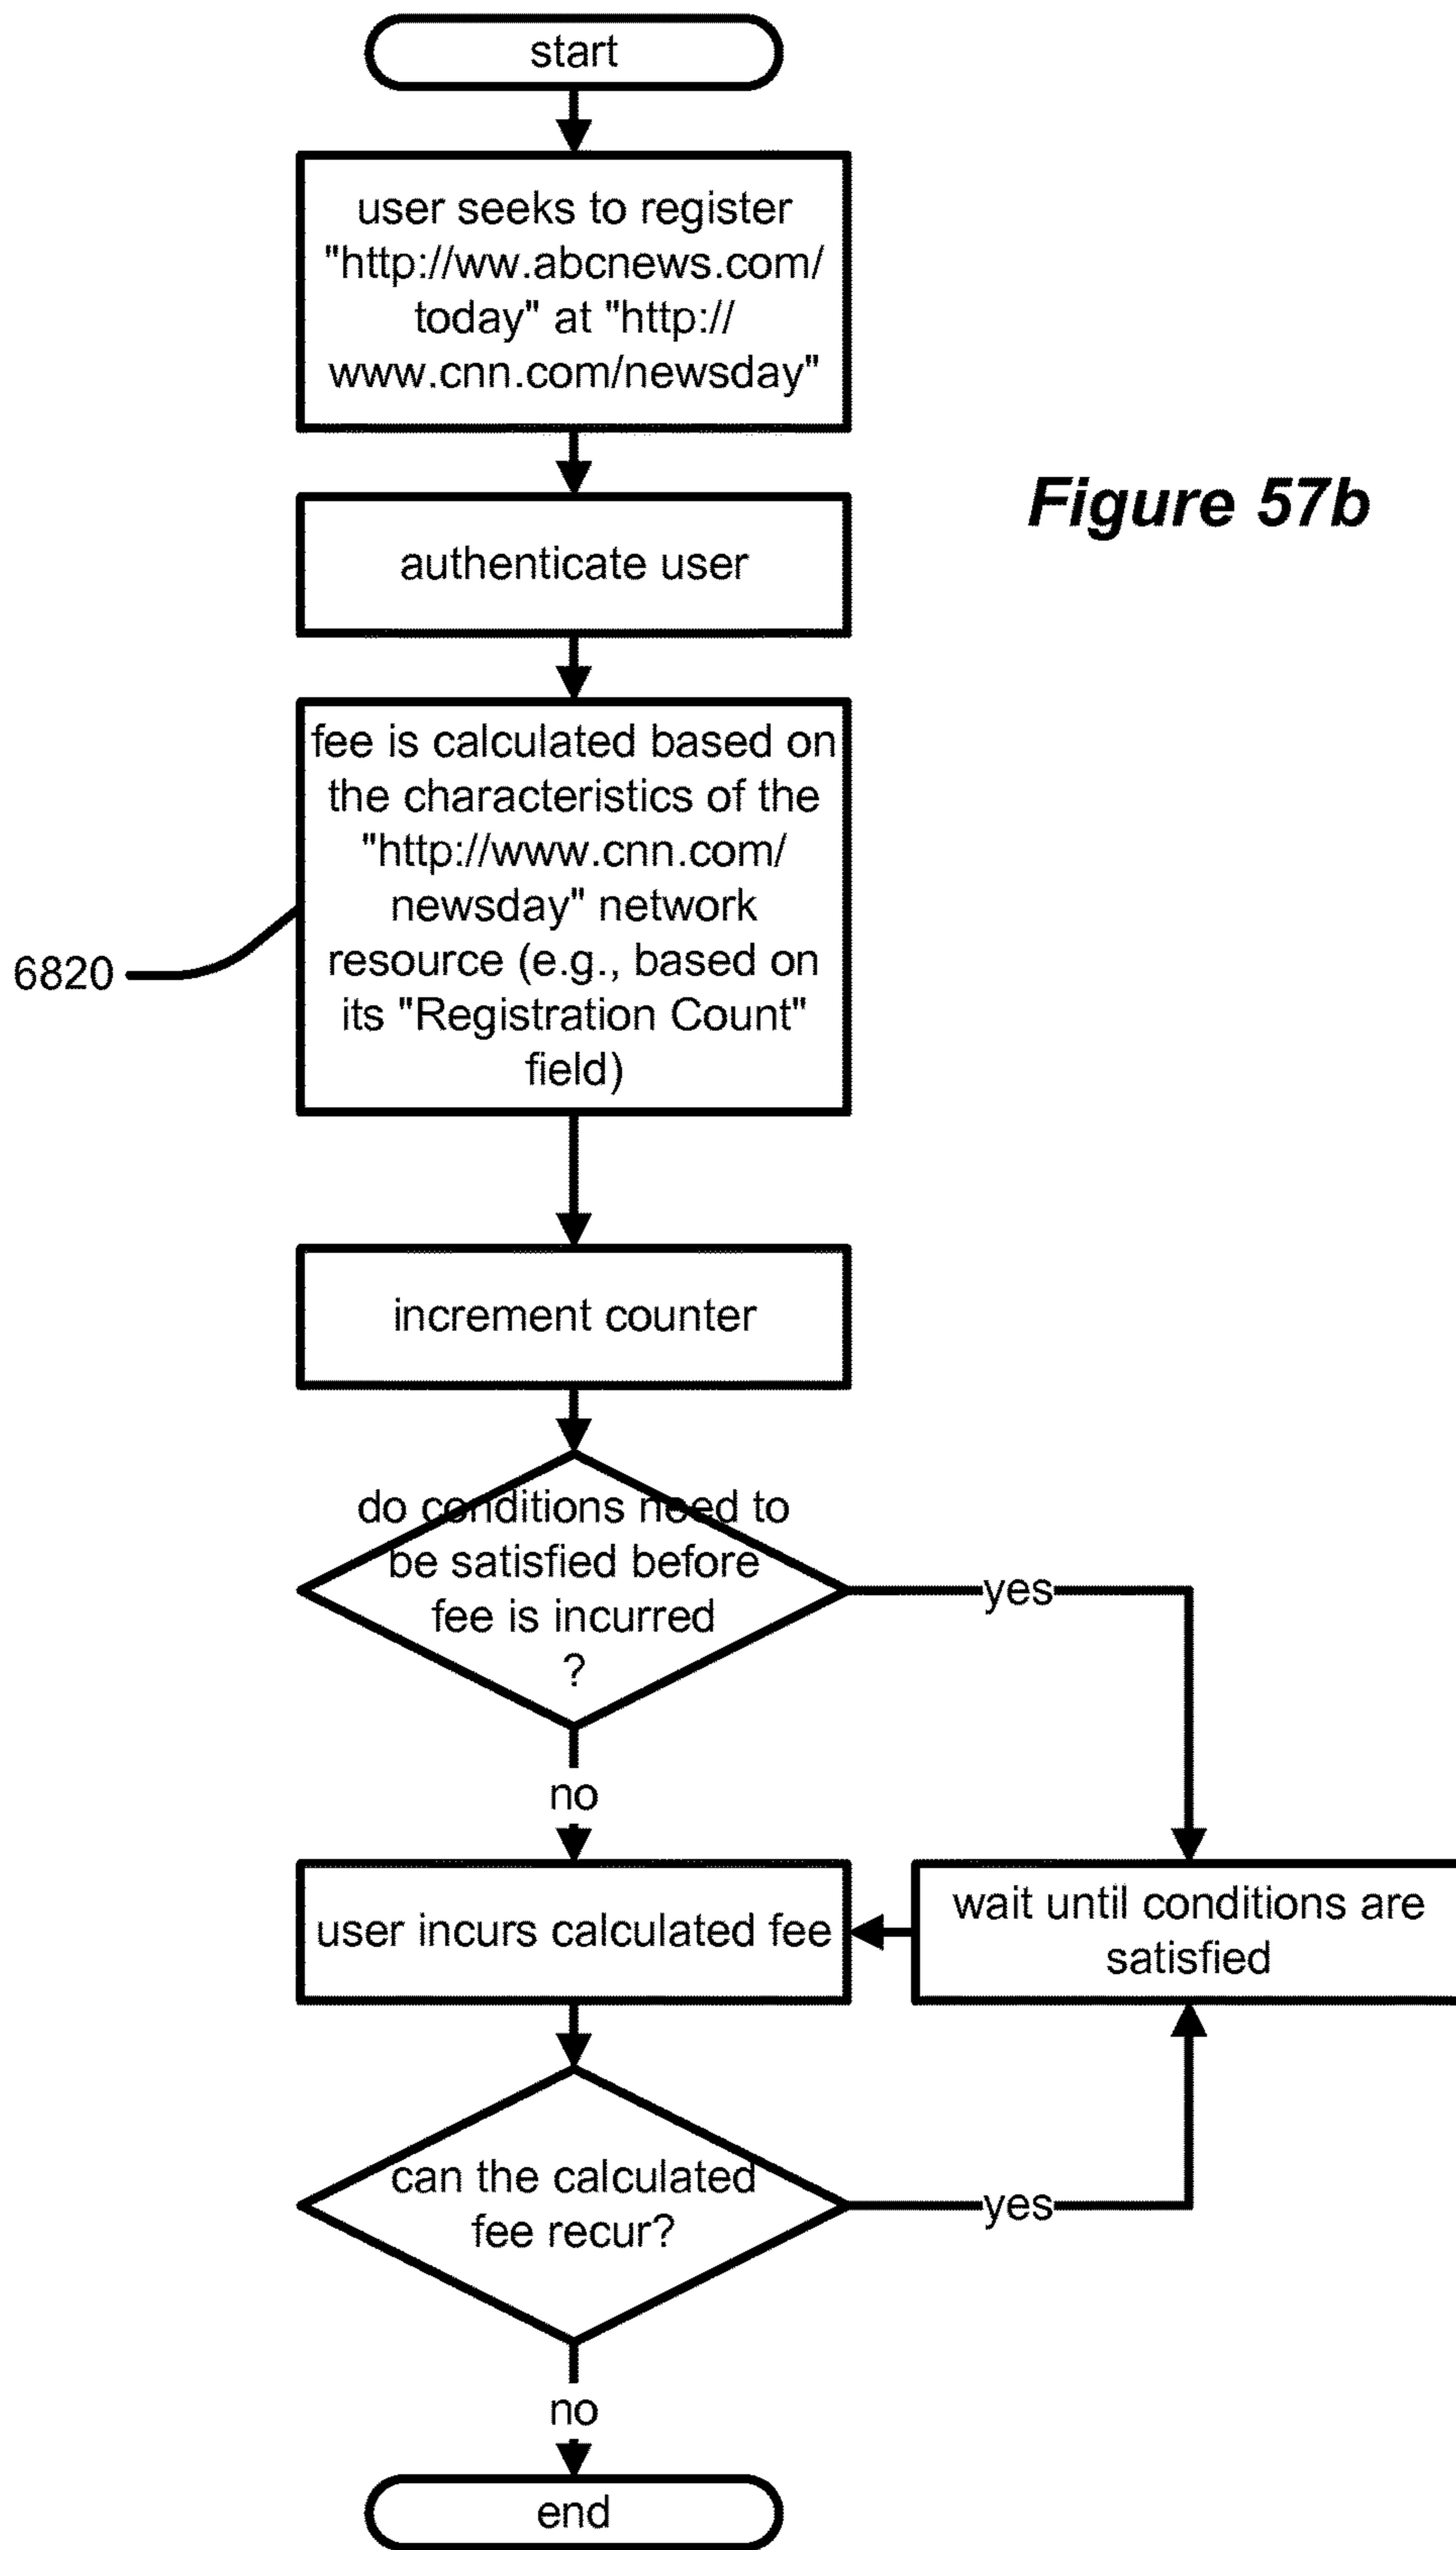 start
user seeks to register
"http://ww.abcnews.com/
today" at "http://
www.cnn.com/newsday"
Figure 57b
authenticate user
fee is calculated based on
the characteristics of the
"http://www.cnn.com/
newsday" network
resource (e.g., based on
its "Registration Count"
field)
6820
increment counter
do conditions need to
be satisfied before
fee is incurred
?
yes
no
user incurs calculated fee
wait until conditions are
satisfied
can the calculated
fee recur?
yes
no
end